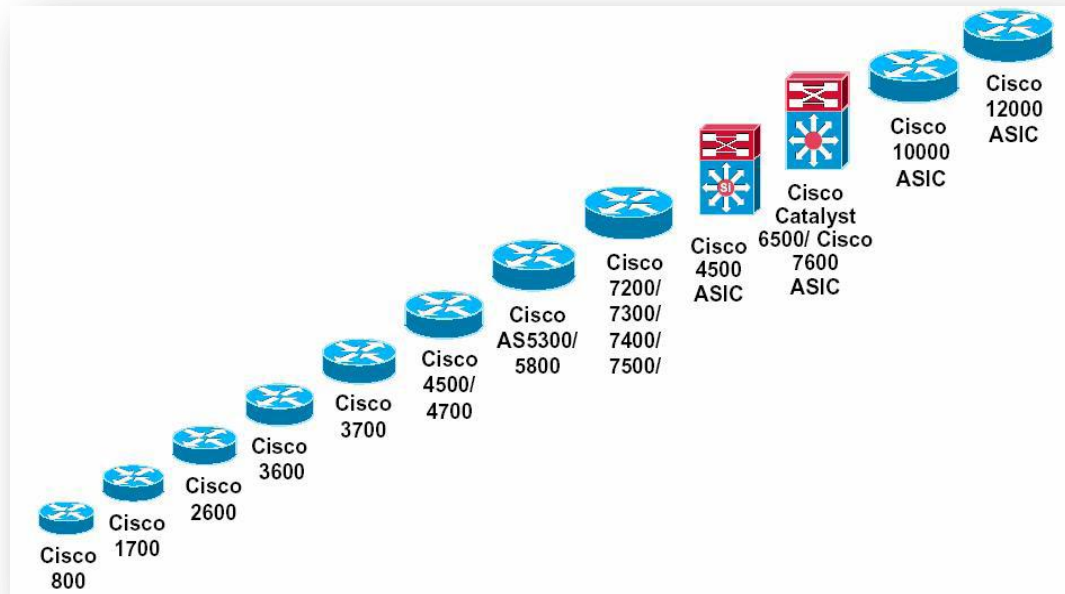 Cisco
800
Cisco
1700
Cisco
2600
Cisco
3600
Cisco
3700
Cisco
4500/
4700
Cisco
AS5300/
5800
Cisco
7200/
7300/
7400/
7500/
Si
Cisco
4500
ASIC
Cisco
Catalyst
6500/ Cisco
7600
ASIC
Cisco
10000
ASIC
Cisco
12000
ASIC